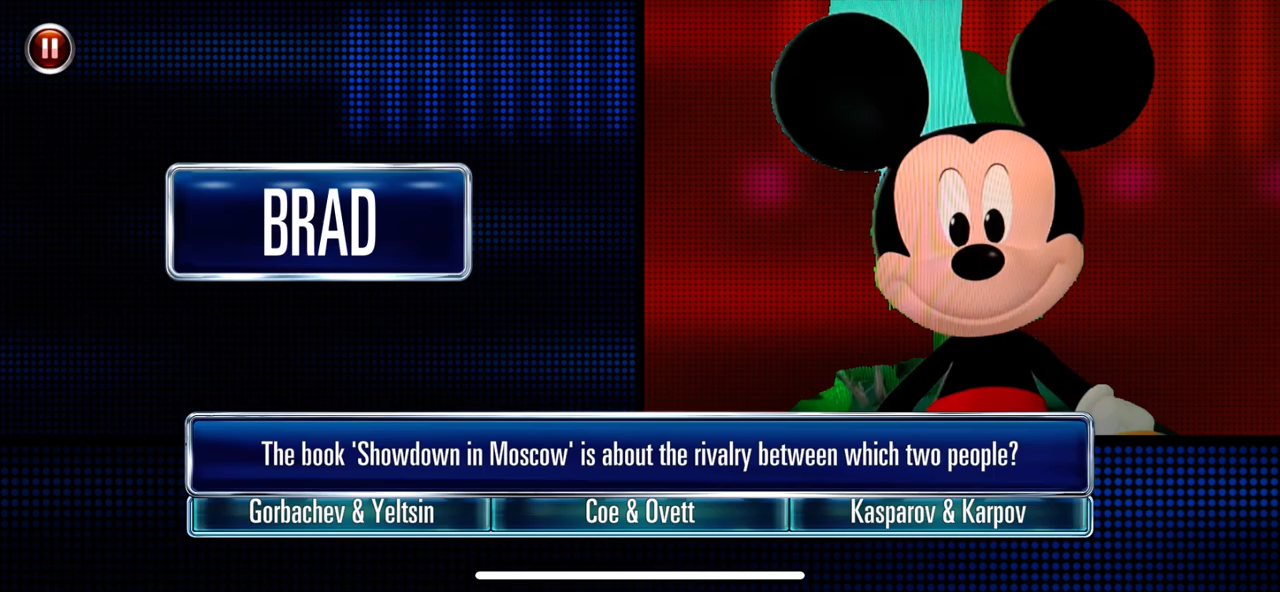 BRAD
The book 'Showdown in Moscow' is about the rivalry between which two people?
Gorbachev & Yeltsin
Coe & Ovett
Kasparov & Karpov